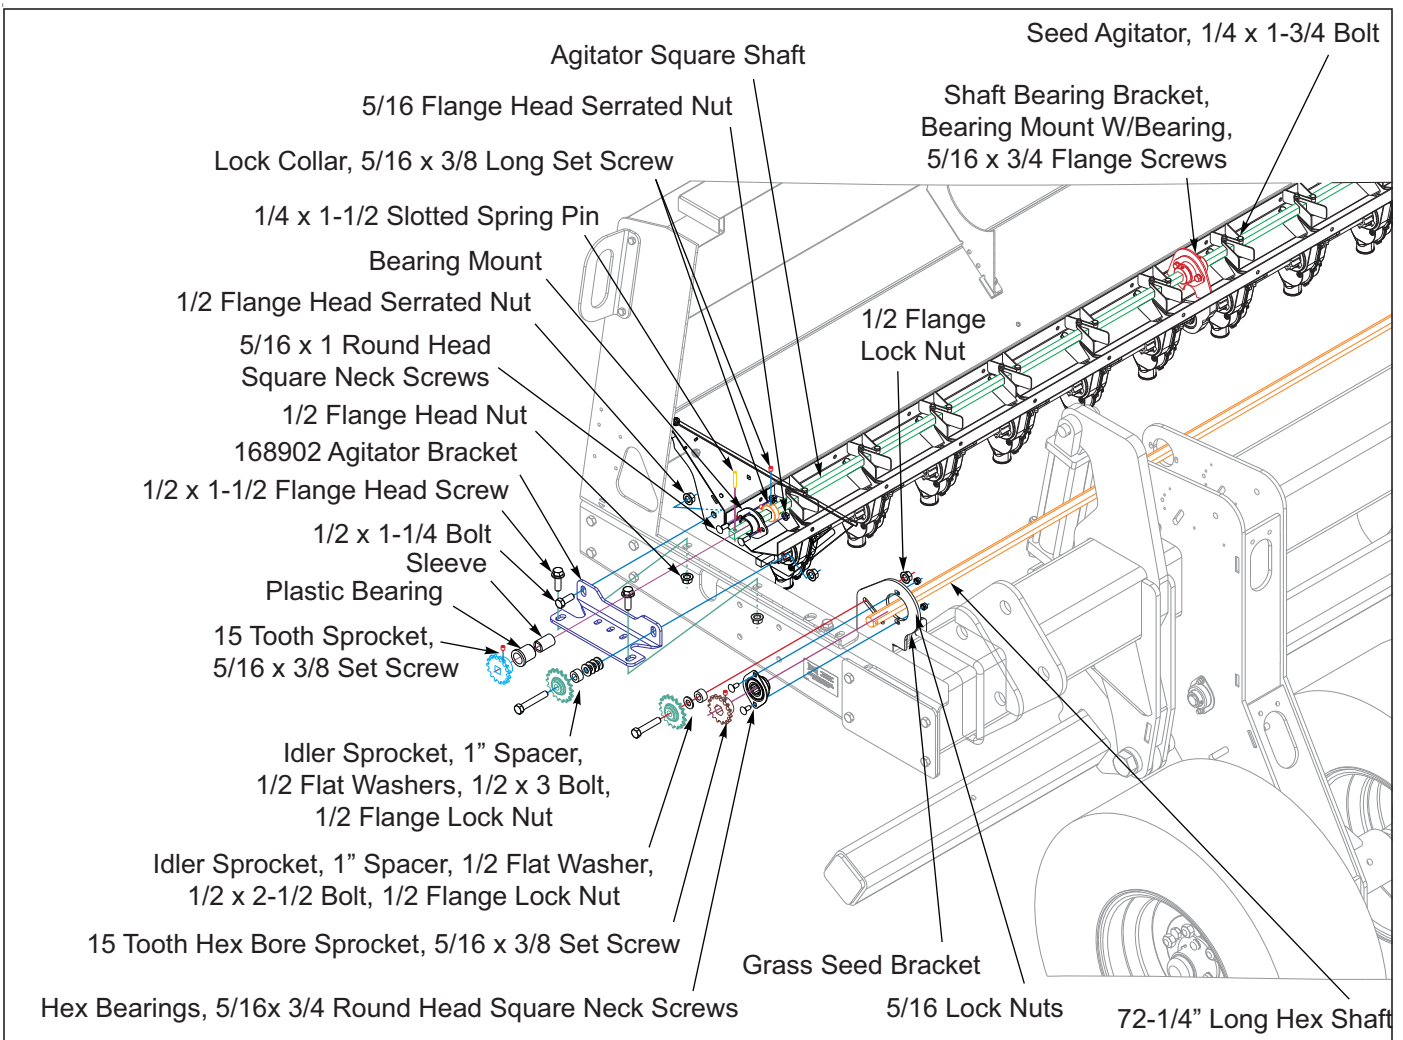 Seed Agitator, 1/4 x 1-3/4 Bolt
Agitator Square Shaft
5/16 Flange Head Serrated Nut
Shaft Bearing Bracket,
Bearing Mount W/Bearing,
5/16 x 3/4 Flange Screws
Lock Collar, 5/16 x 3/8 Long Set Screw
1/4 x 1-1/2 Slotted Spring Pin
Bearing Mount
1/2 Flange Head Serrated Nut
1/2 Flange
Lock Nut
5/16 x 1 Round Head
Square Neck Screws
1/2 Flange Head Nut
168902 Agitator Bracket
1/2 x 1-1/2 Flange Head Screw
1/2 x 1-1/4 Bolt
Sleeve
Plastic Bearing
15 Tooth Sprocket,
5/16 x 3/8 Set Screw
Idler Sprocket, 1” Spacer,
1/2 Flat Washers, 1/2 x 3 Bolt,
1/2 Flange Lock Nut
Idler Sprocket, 1” Spacer, 1/2 Flat Washer,
1/2 x 2-1/2 Bolt, 1/2 Flange Lock Nut
15 Tooth Hex Bore Sprocket, 5/16 x 3/8 Set Screw
Grass Seed Bracket
Hex Bearings, 5/16x 3/4 Round Head Square Neck Screws
5/16 Lock Nuts
72-1/4” Long Hex Shaft